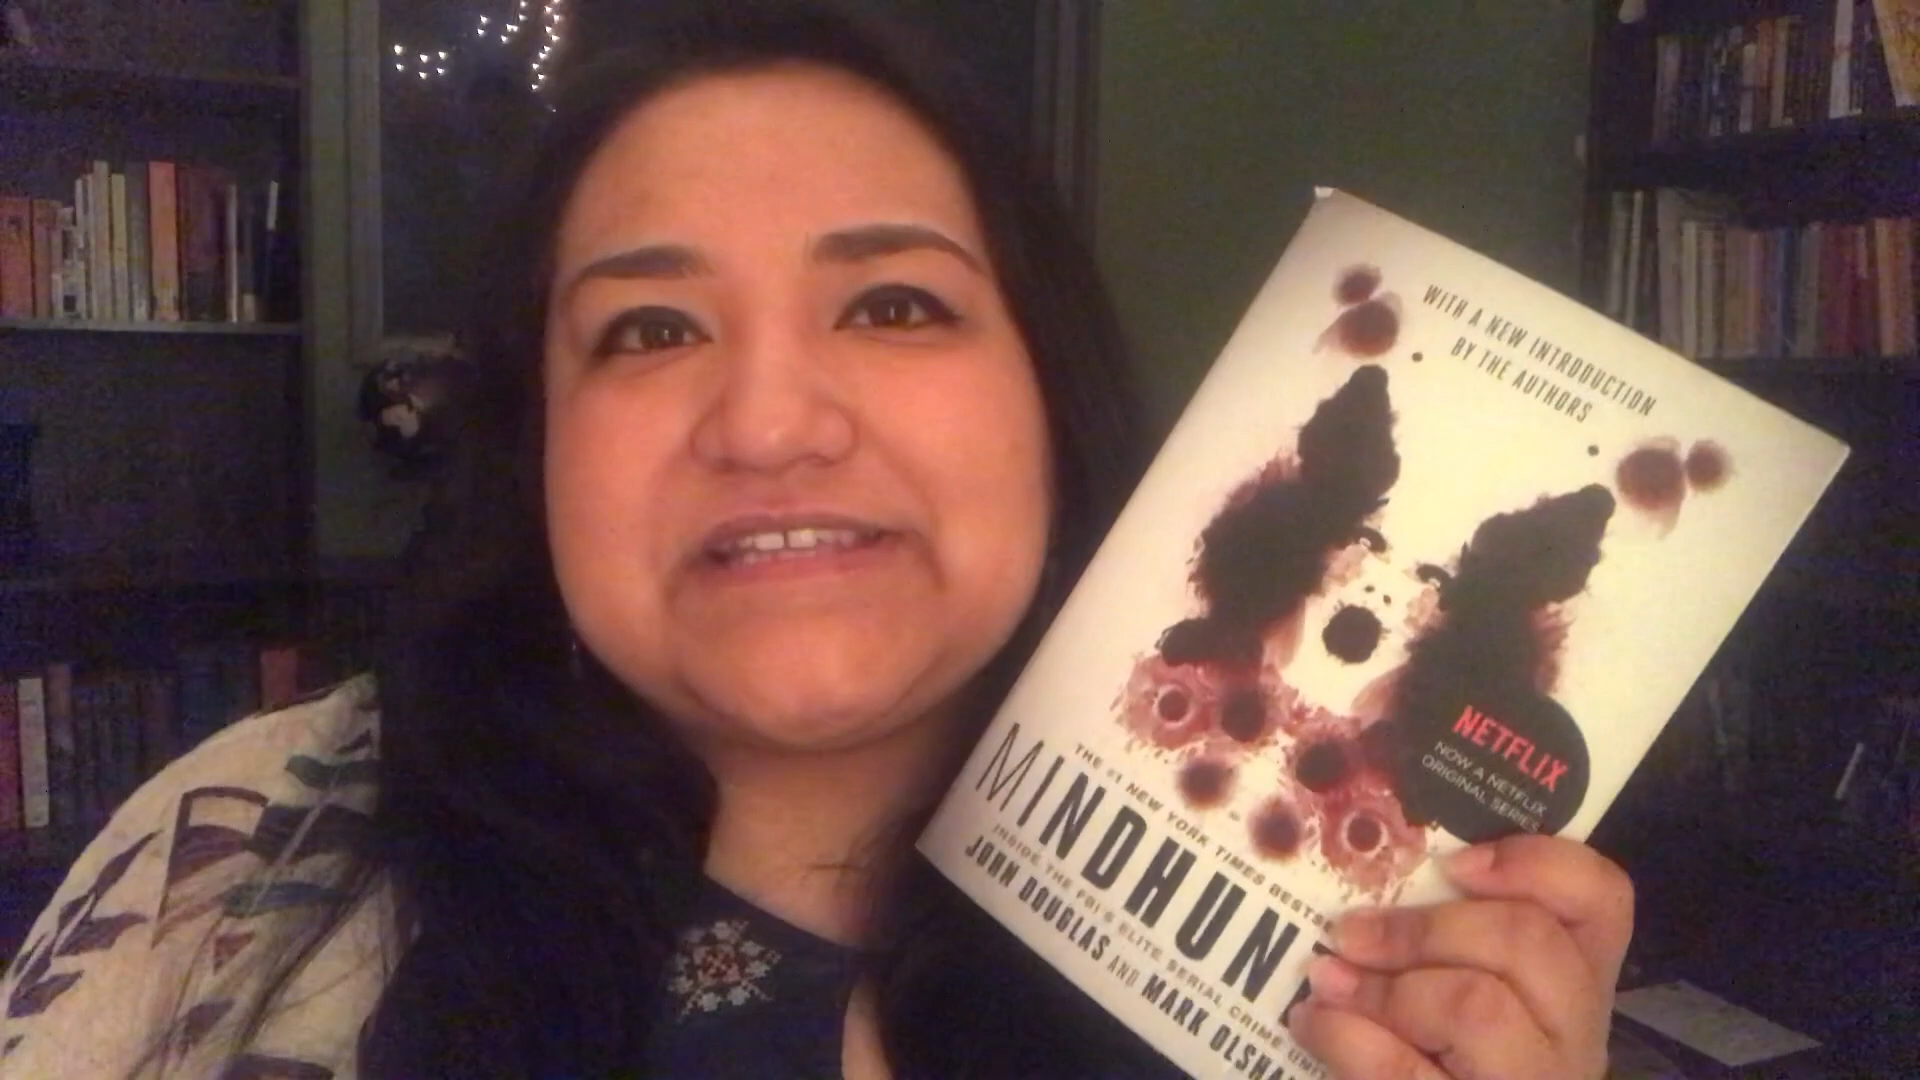 WITH A NEW INTRODUCTION
BY THE AUTHORS
NETFLIX
NOW A NETFLIX
ORIGINAL SERIES
THE #1 NEW YORK TIMES BESTSE
MINDHUN
INSIDE THE FBI'S ELITE SERIAL CRIME UNIT
JOHN DOUGLAS AND MARK OLSHA